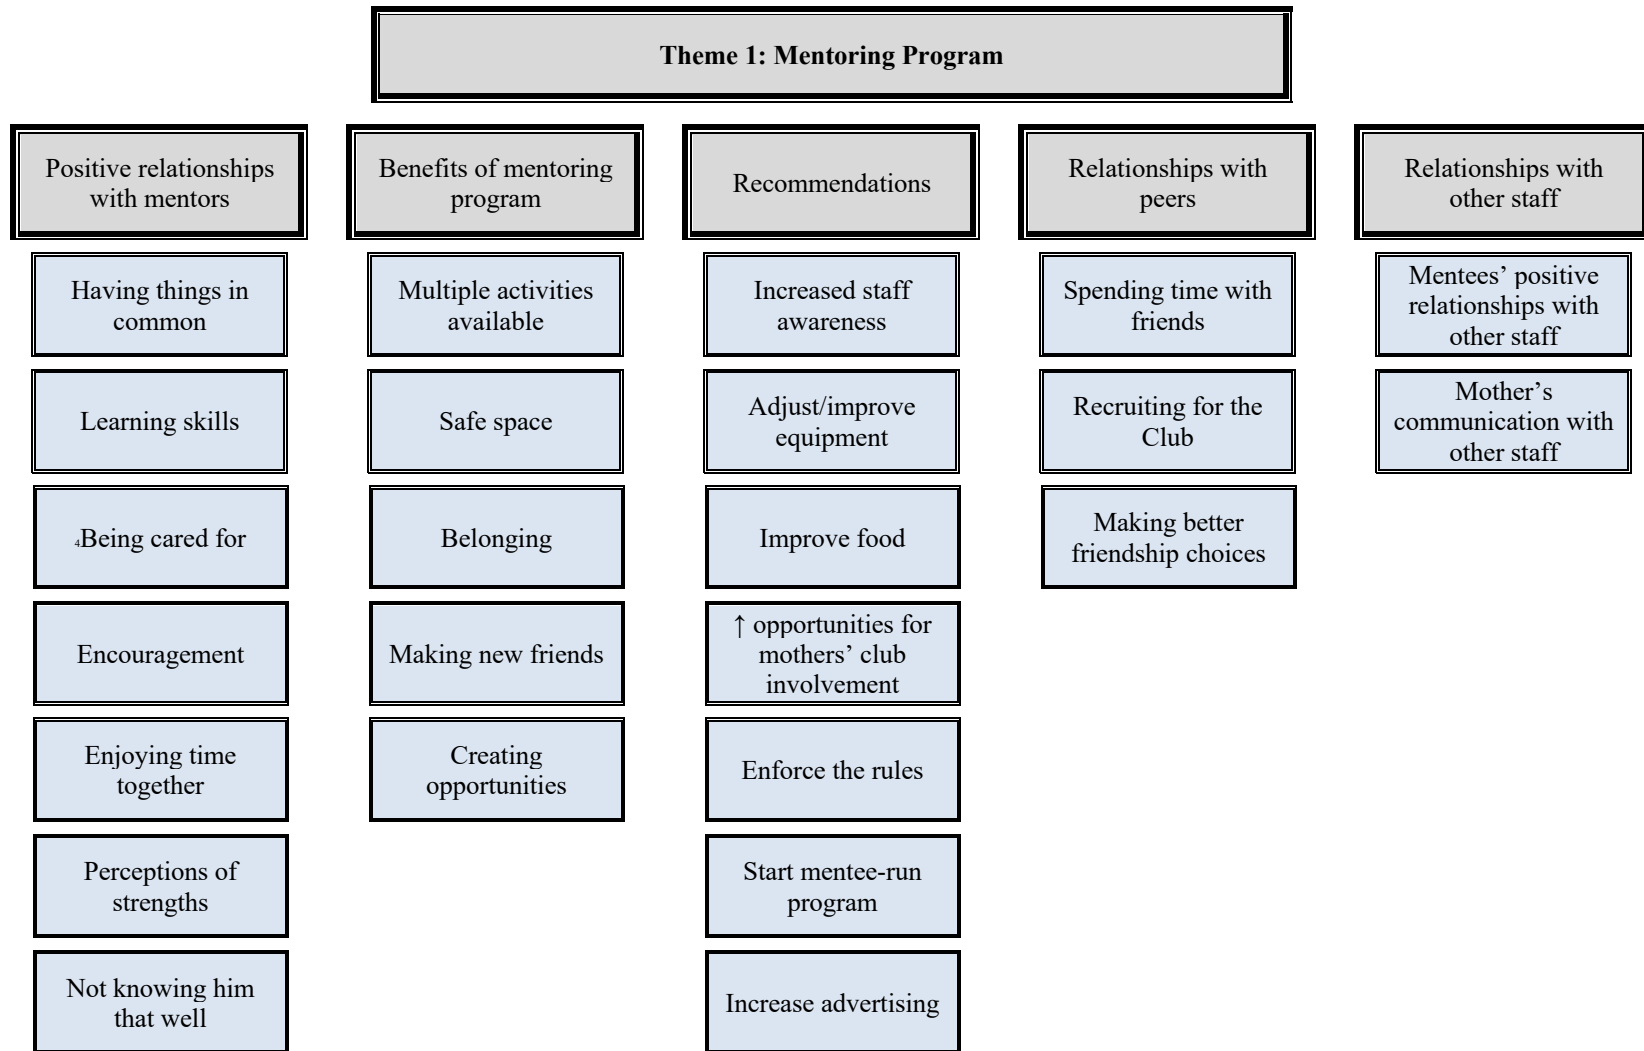 Theme 1: Mentoring Program
Positive relationships
with mentors
Having things in
common
Learning skills
4Being cared for
Encouragement
Enjoying time
together
Perceptions of
strengths
Not knowing him
that well
Benefits of mentoring
program
Multiple activities
available
Safe space
Belonging
Making new friends
Creating
opportunities
Recommendations
Increased staff
awareness
Adjust/improve
equipment
Improve food
↑ opportunities for
mothers’ club
involvement
Enforce the rules
Start mentee-run
program
Increase advertising
Relationships with
peers
Spending time with
friends
Recruiting for the
Club
Making better
friendship choices
Relationships with
other staff
Mentees’ positive
relationships with
other staff
Mother’s
communication with
other staff